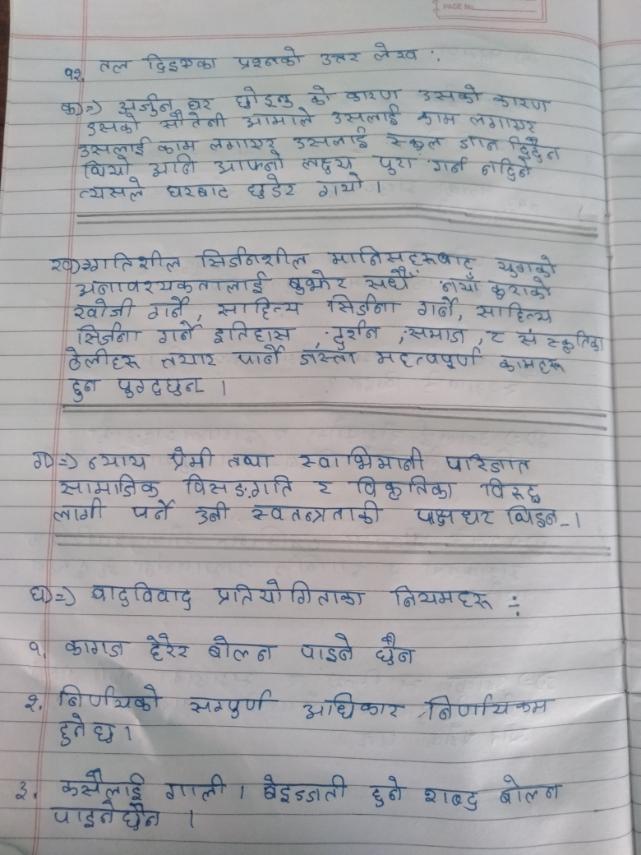 PAGE No.
१२. तल दिइएका प्रश्नको उत्तर लेख :
क)=> अर्जुन घर छोड्नु को कारण उसको कारण
उसको सौतेनी आमाले उसलाई काम लगाएर
उसलाई काम लगाएर उसलाई स्कुल जान दिँदैन
थियो अनि आफ्नो लक्ष्य पुरा गर्न नदिने
त्यसले घरबाट छुडेर गयो ।
ख) प्रगतिशील सिर्जनशील मानिसहरूबाट युगको
अनावश्यकतालाई बुझेर सधैँ नयाँ कुराको
खोजी गर्ने, साहित्य सिर्जना गर्ने, साहित्य
सिर्जना गर्ने इतिहास, दर्शन, समाज, र संस्कृतिका
ठेलीहरू तयार पार्ने जस्ता महत्वपूर्ण कामहरू
हुन पुग्दछन् ।
ग)=> न्याय प्रेमी तथा स्वाभिमानी पारिजात
सामाजिक विसङ्गति र विकृतिका विरुद्ध
लागी पर्ने उनी स्वतन्त्रताकी पक्षधर थिइन् ।
घ)=> वादविवाद प्रतियोगिताका नियमहरू ÷
१. कागज हेरेर बोल्न पाइने छैन
२. निर्णयको सम्पुर्ण अधिकार निर्णायकमा
हुनेछ ।
३. कसैलाई गाली । बेइज्जती हुने शब्द बोल्न
पाइनेछैन ।